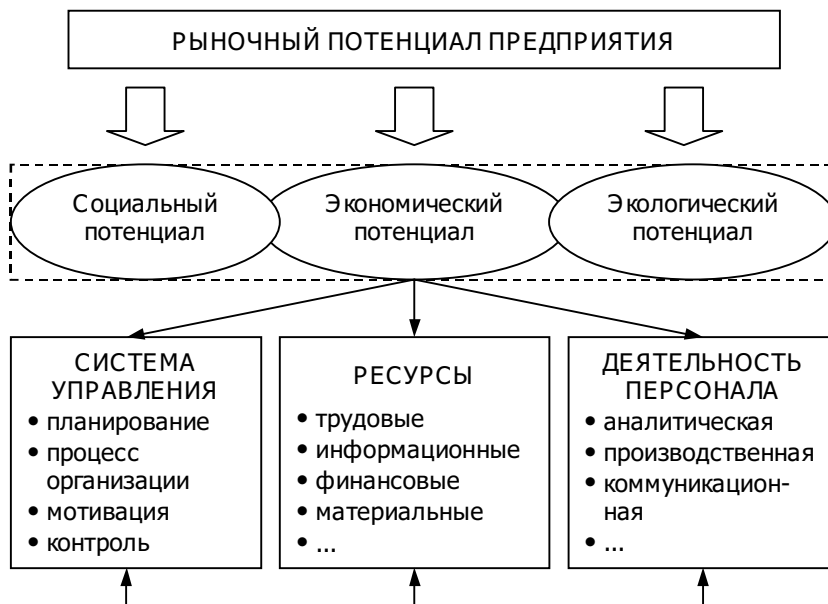 РЫНОЧНЫЙ ПОТЕНЦИАЛ ПРЕДПРИЯТИЯ
Социальный
потенциал
Экономический
потенциал
Экологический
потенциал
СИСТЕМА
УПРАВЛЕНИЯ
• планирование
• процесс
организации
• мотивация
• контроль
РЕСУРСЫ
• трудовые
• информационные
• финансовые
• материальные
• ...
ДЕЯТЕЛЬНОСТЬ
ПЕРСОНАЛА
• аналитическая
• производственная
• коммуникацион-
ная
• ...